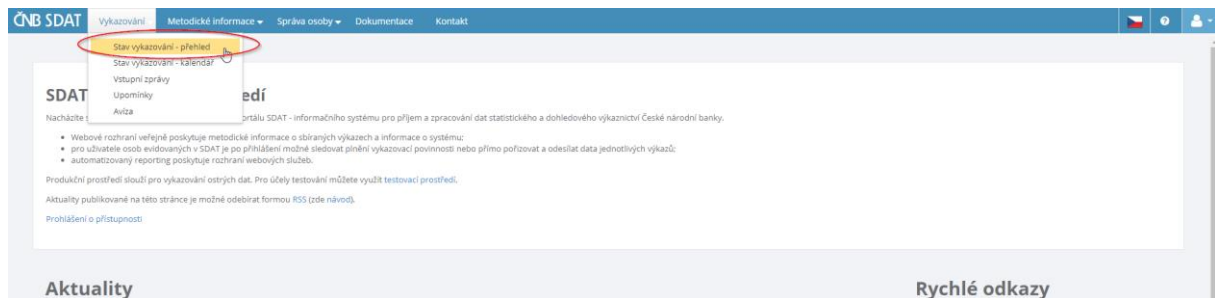 ČNB SDAT Vykazování Metodické informace Správa osoby Dokumentace Kontakt
Stav vykazování - přehled
Stav vykazování - kalendář
Vstupní zprávy
Upomínky
Avíza
SDAT edí
Nacházíte s ortálu SDAT - informačního systému pro příjem a zpracování dat statistického a dohledového výkaznictví České národní banky.
Webové rozhraní veřejně poskytuje metodické informace o sbíraných výkazech a informace o systému;
pro uživatele osob evidovaných v SDAT je po přihlášení možné sledovat plnění vykazovací povinnosti nebo přímo pořizovat a odesílat data jednotlivých výkazů;
automatizovaný reporting poskytuje rozhraní webových služeb.
Produkční prostředí slouží pro vykazování ostrých dat. Pro účely testování můžete využít testovací prostředí.
Aktuality publikované na této stránce je možné odebírat formou RSS (zde návod).
Prohlášení o přístupnosti
Aktuality Rychlé odkazy